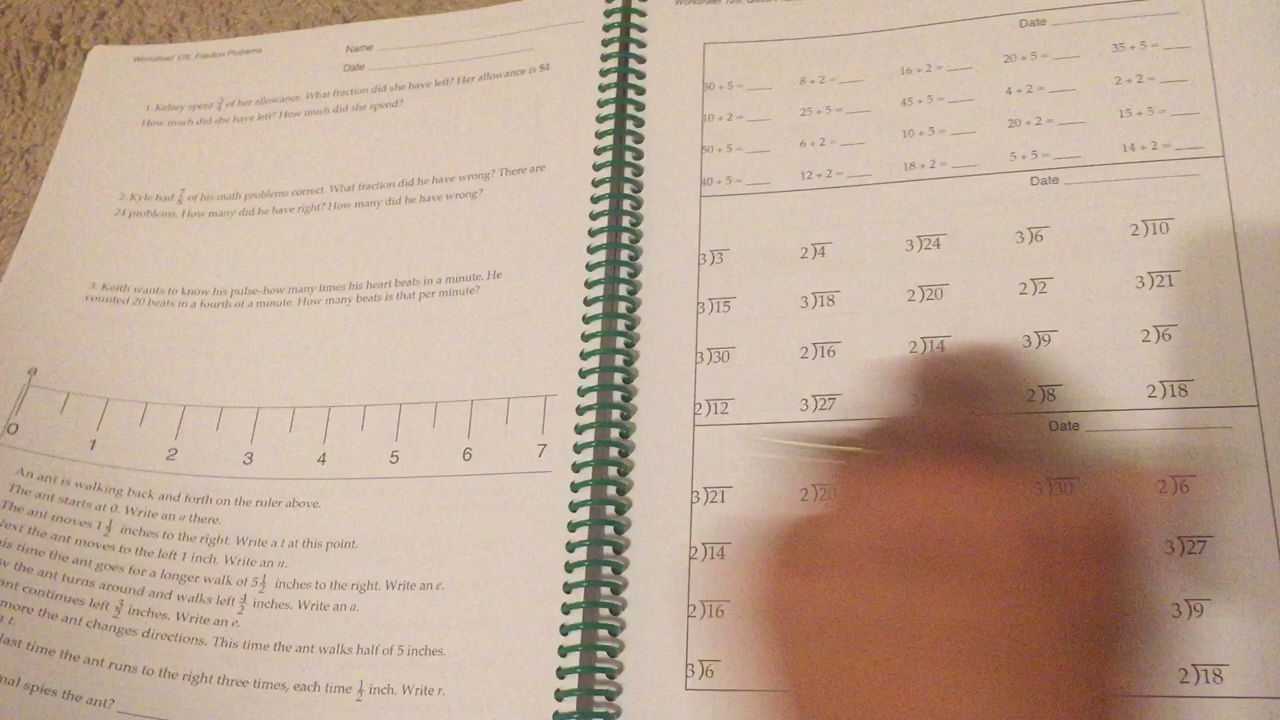 Worksheet 128, Fraction Problems
Name
Date
1. Kelsey spent 3/4 of her allowance. What fraction did she have left? Her allowance is $4.
How much did she have left? How much did she spend?
2. Kyle had of his math problems correct. What fraction did he have wrong? There are
24 problems. How many did he have right? How many did he have wrong?
3. Keith wants to know his pulse–how many times his heart beats in a minute. He
counted 20 beats in a fourth of a minute. How many beats is that per minute?
a
0 1 2 3 4 5 6 7
An ant is walking back and forth on the ruler above.
The ant starts at 0. Write an a there.
The ant moves 1 1/2 inches to the right. Write a t at this point.
Next the ant moves to the left 1 inch. Write an n.
his time the ant goes for a longer walk of 5 1/2 inches to the right. Write an e.
w the ant turns around and walks left 4/2 inches. Write an a.
ant continues left 3/2 inches. Write an e.
more the ant changes directions. This time the ant walks half of 5 inches.
t.
last time the ant runs to the right three times, each time 1/2 inch. Write r.
mal spies the ant?
Date
30 ÷ 5 = 8 ÷ 2 = 16 ÷ 2 = 20 ÷ 5 = 35 ÷ 5 =
10 ÷ 2 = 25 ÷ 5 = 45 ÷ 5 = 4 ÷ 2 = 2 ÷ 2 =
50 ÷ 5 = 6 ÷ 2 = 10 ÷ 5 = 20 ÷ 2 = 15 ÷ 5 =
40 ÷ 5 = 12 ÷ 2 = 18 ÷ 2 = 5 ÷ 5 = 14 ÷ 2 =
Date
3)3 2)4 3)24 3)6 2)10
3)15 3)18 2)20 2)2 3)21
3)30 2)16 2)14 3)9 2)6
2)12 3)27 3 2)8 2)18
Date
3)21 2)20 3)30 2)6
2)14 3)27
2)16 3)9
3)6 2)18